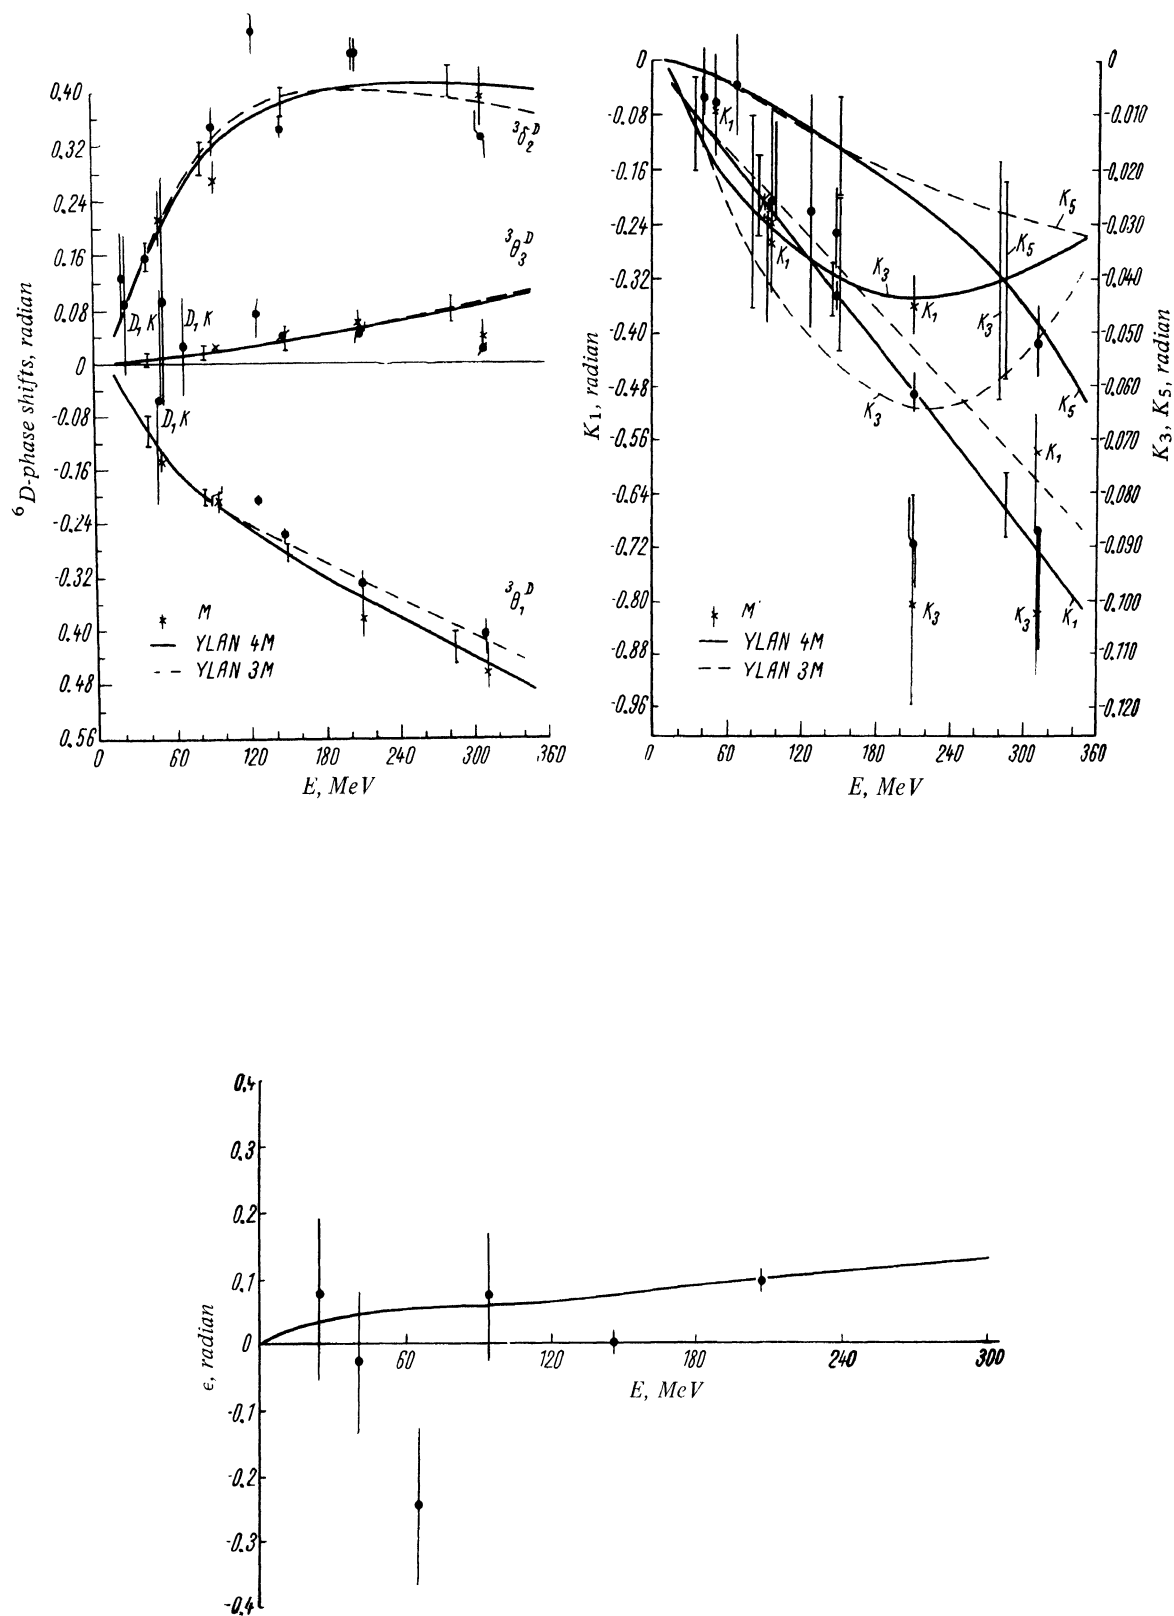 0.40
0.32
0.24
0.16
0.08
0
-0.08
-0.16
-0.24
-0.32
0.40
0.48
0.56
6 D-phase shifts, radian
0 60 120 180 240 300 360
E, MeV
³δ₂ᴰ
³θ₃ᴰ
³θ₁ᴰ
D, K
D, K
D, K
M
YLAN 4M
YLAN 3M
0
-0.08
-0.16
-0.24
-0.32
-0.40
-0.48
-0.56
-0.64
-0.72
-0.80
-0.88
-0.96
K₁, radian
0 60 120 180 240 300 360
E, MeV
0
-0.010
-0.020
-0.030
-0.040
-0.050
-0.060
-0.070
-0.080
-0.090
-0.100
-0.110
-0.120
K₃, K₅, radian
K₁
K₅
K₁
K₅
K₁
K₃
K₁
K₃
K₃
K₅
K₁
K₃
K₃
K₁
M
YLAN 4M
YLAN 3M
0.4
0.3
0.2
0.1
0
-0.1
-0.2
-0.3
-0.4
ϵ, radian
60 120 180 240 300
E, MeV